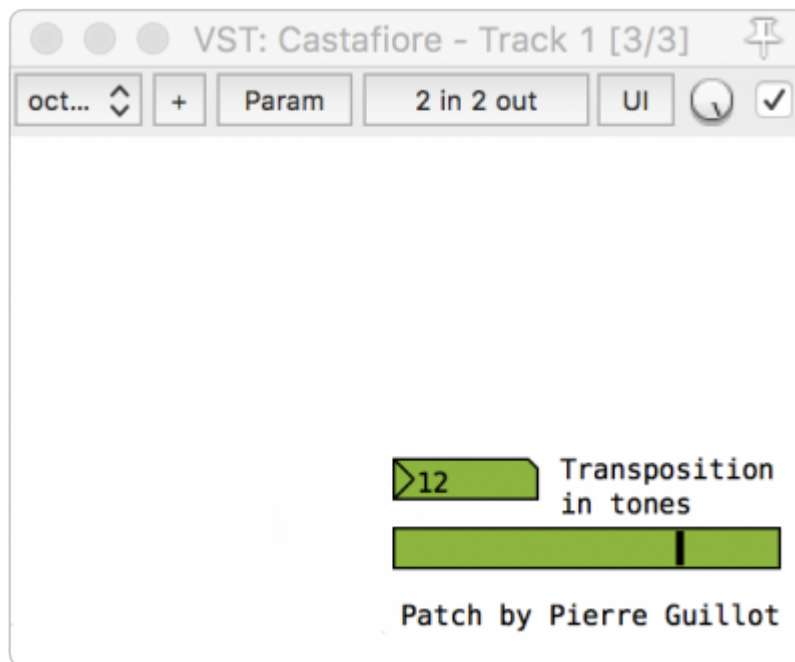 VST: Castafiore - Track 1 [3/3]
oct... + Param 2 in 2 out UI
12
Transposition
in tones
Patch by Pierre Guillot